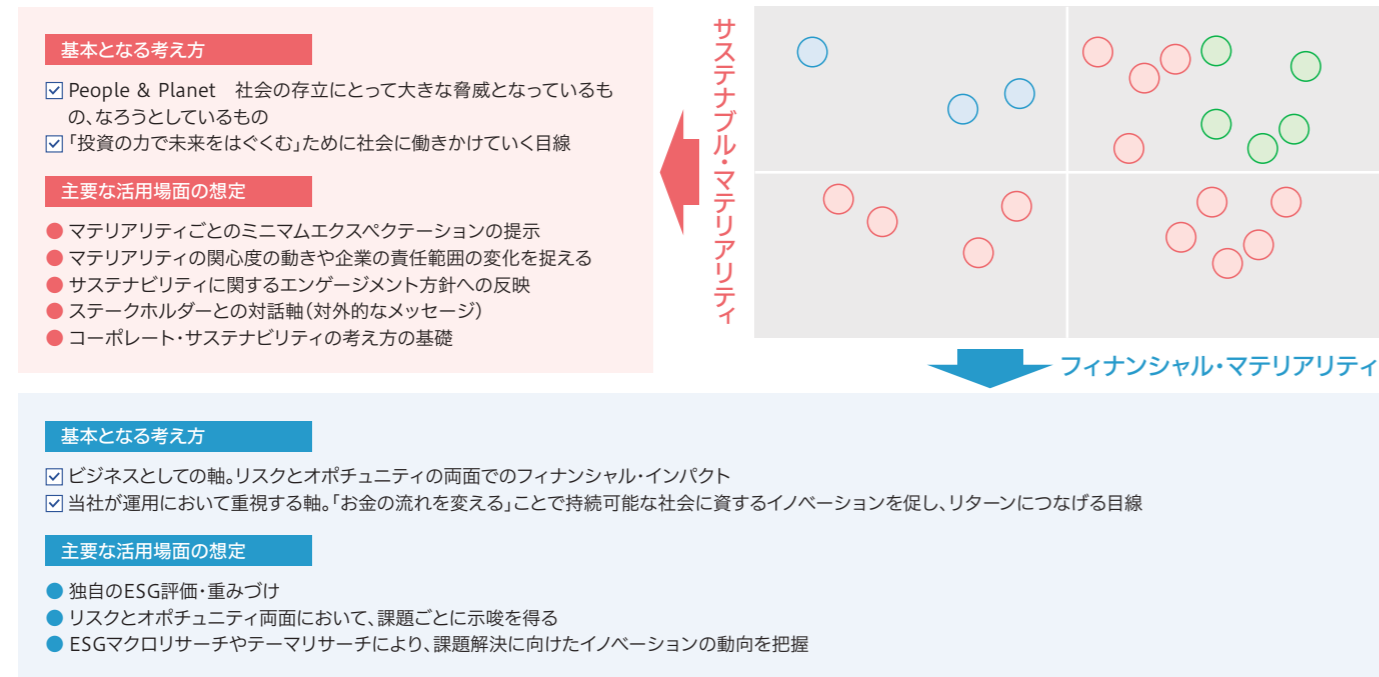 基本となる考え方
People & Planet　社会の存立にとって大きな脅威となっているも
の、なろうとしているもの
「投資の力で未来をはぐくむ」ために社会に働きかけていく目線
主要な活用場面の想定
● マテリアリティごとのミニマムエクスペクテーションの提示
● マテリアリティの関心度の動きや企業の責任範囲の変化を捉える
● サステナビリティに関するエンゲージメント方針への反映
● ステークホルダーとの対話軸(対外的なメッセージ)
● コーポレート・サステナビリティの考え方の基礎
サステナブル・マテリアリティ
フィナンシャル・マテリアリティ
基本となる考え方
ビジネスとしての軸。リスクとオポチュニティの両面でのフィナンシャル・インパクト
当社が運用において重視する軸。「お金の流れを変える」ことで持続可能な社会に資するイノベーションを促し、リターンにつなげる目線
主要な活用場面の想定
● 独自のESG評価・重みづけ
● リスクとオポチュニティ両面において、課題ごとに示唆を得る
● ESGマクロリサーチやテーマリサーチにより、課題解決に向けたイノベーションの動向を把握